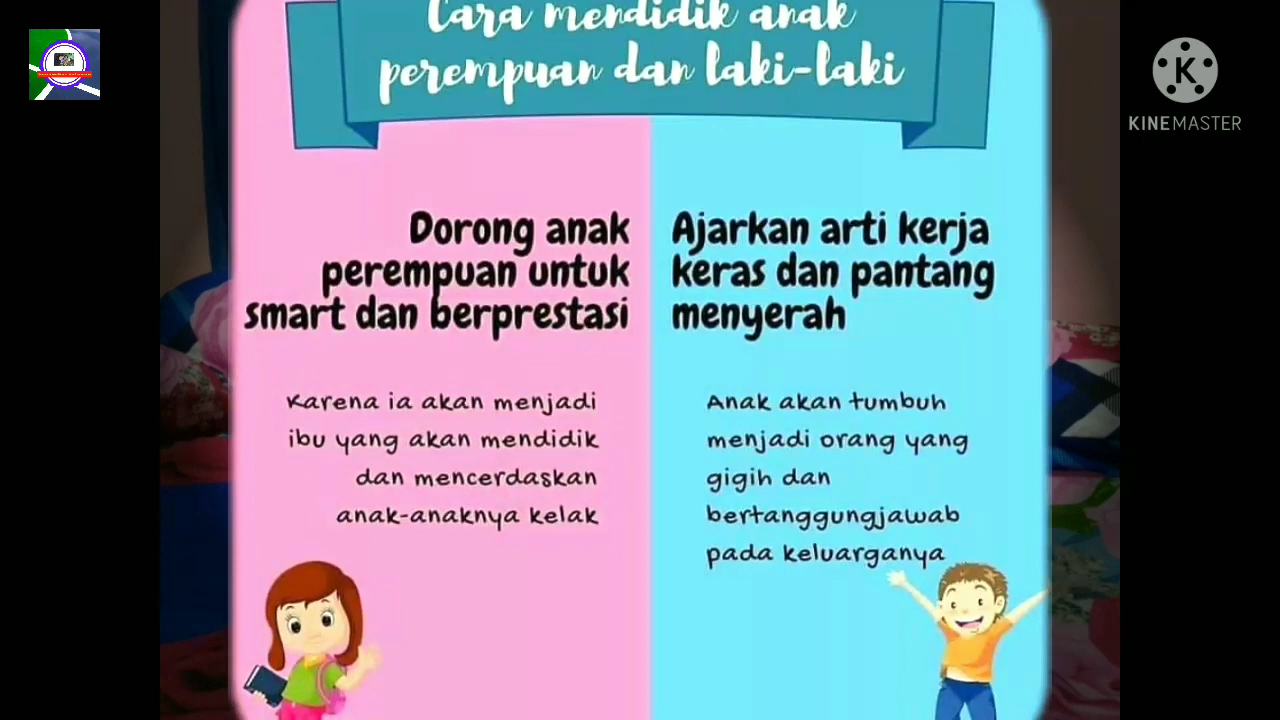 Cara mendidik anak
perempuan dan laki-laki
Dorong anak
perempuan untuk
smart dan berprestasi
Karena ia akan menjadi
ibu yang akan mendidik
dan mencerdaskan
anak-anaknya kelak
Ajarkan arti kerja
keras dan pantang
menyerah
Anak akan tumbuh
menjadi orang yang
gigih dan
bertanggungjawab
pada keluarganya
K
KINEMASTER